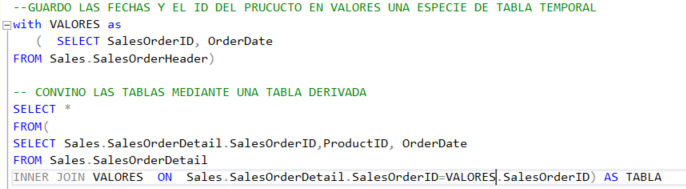 --GUARDO LAS FECHAS Y EL ID DEL PRUCUCTO EN VALORES UNA ESPECIE DE TABLA TEMPORAL
with VALORES as
( SELECT SalesOrderID, OrderDate
FROM Sales.SalesOrderHeader)
-- CONVINO LAS TABLAS MEDIANTE UNA TABLA DERIVADA
SELECT *
FROM(
SELECT Sales.SalesOrderDetail.SalesOrderID,ProductID, OrderDate
FROM Sales.SalesOrderDetail
INNER JOIN VALORES ON Sales.SalesOrderDetail.SalesOrderID=VALORES.SalesOrderID) AS TABLA